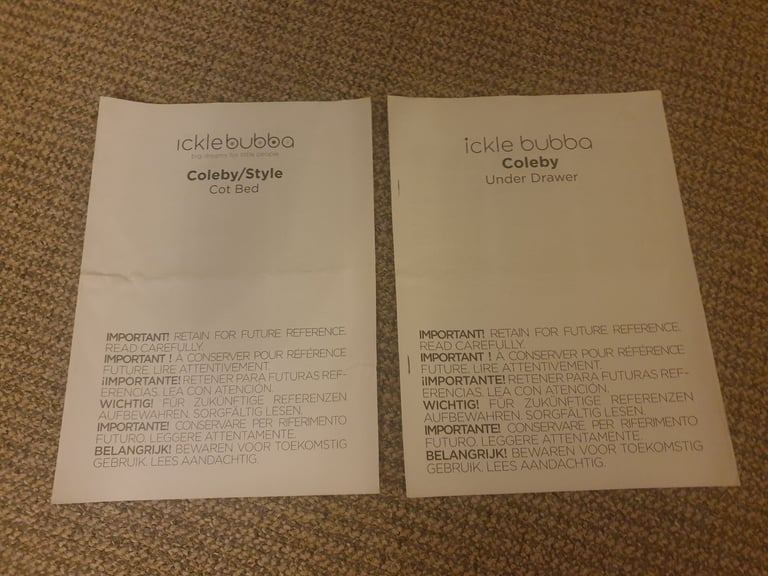 ickle bubba
big dreams for little people
Coleby/Style
Cot Bed
IMPORTANT! RETAIN FOR FUTURE REFERENCE.
READ CAREFULLY.
IMPORTANT ! À CONSERVER POUR RÉFÉRENCE
FUTURE. LIRE ATTENTIVEMENT.
¡IMPORTANTE! RETENER PARA FUTURAS REF-
ERENCIAS. LEA CON ATENCIÓN.
WICHTIG! FÜR ZUKÜNFTIGE REFERENZEN
AUFBEWAHREN. SORGFÄLTIG LESEN.
IMPORTANTE! CONSERVARE PER RIFERIMENTO
FUTURO. LEGGERE ATTENTAMENTE.
BELANGRIJK! BEWAREN VOOR TOEKOMSTIG
GEBRUIK. LEES AANDACHTIG.
ickle bubba
Coleby
Under Drawer
IMPORTANT! RETAIN FOR FUTURE REFERENCE.
READ CAREFULLY.
IMPORTANT ! À CONSERVER POUR RÉFÉRENCE
FUTURE. LIRE ATTENTIVEMENT.
¡IMPORTANTE! RETENER PARA FUTURAS REF-
ERENCIAS. LEA CON ATENCIÓN.
WICHTIG! FÜR ZUKÜNFTIGE REFERENZEN
AUFBEWAHREN. SORGFÄLTIG LESEN.
IMPORTANTE! CONSERVARE PER RIFERIMENTO
FUTURO. LEGGERE ATTENTAMENTE.
BELANGRIJK! BEWAREN VOOR TOEKOMSTIG
GEBRUIK. LEES AANDACHTIG.